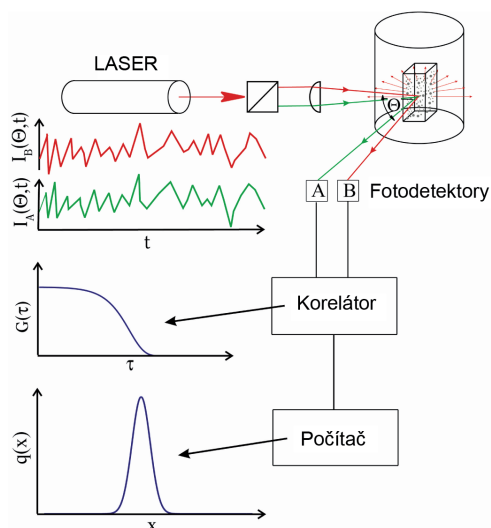 LASER
Θ
I_B(Θ,t)
I_A(Θ,t)
t
A B Fotodetektory
G(τ)
τ
Korelátor
q(x)
x
Počítač